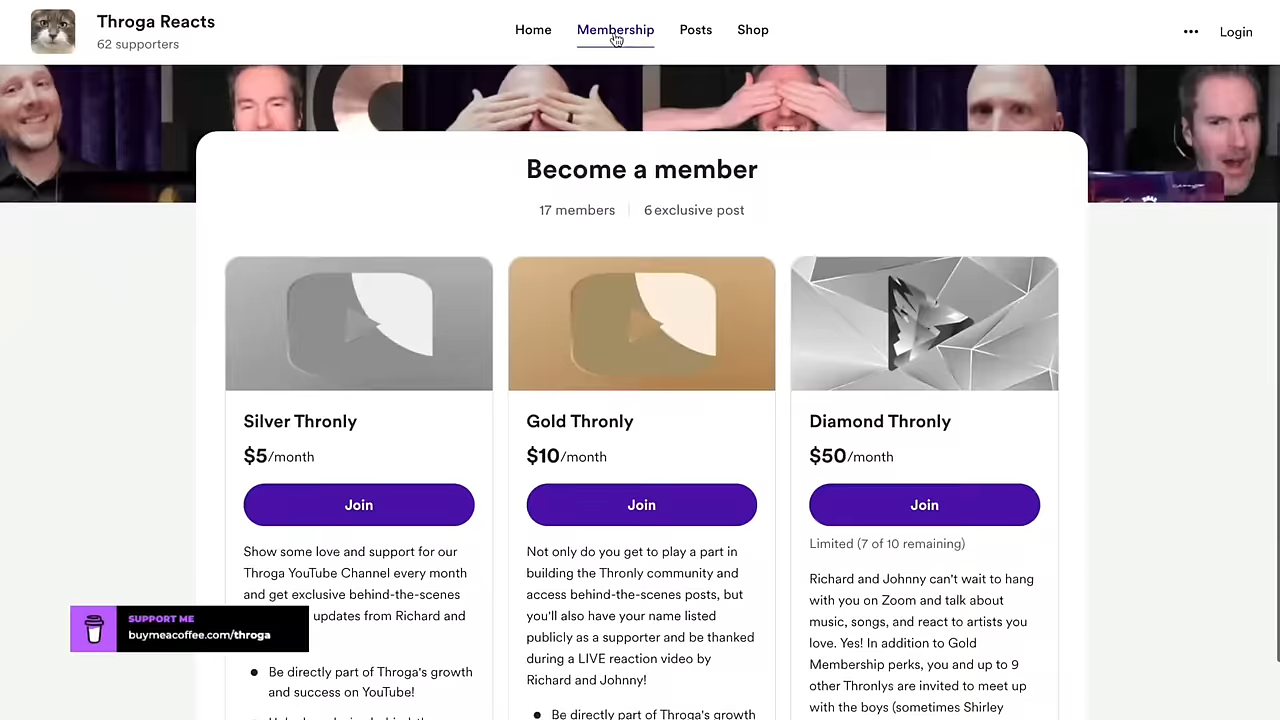 Throga Reacts
62 supporters
Home
Membership
Posts
Shop
•••
Login
Become a member
17 members
6 exclusive post
Silver Thronly
$5/month
Join
Show some love and support for our
Throga YouTube Channel every month
and get exclusive behind-the-scenes
updates from Richard and
Be directly part of Throga's growth
and success on YouTube!
Gold Thronly
$10/month
Join
Not only do you get to play a part in
building the Thronly community and
access behind-the-scenes posts, but
you'll also have your name listed
publicly as a supporter and be thanked
during a LIVE reaction video by
Richard and Johnny!
Be directly part of Throga's growth
Diamond Thronly
$50/month
Join
Limited (7 of 10 remaining)
Richard and Johnny can't wait to hang
with you on Zoom and talk about
music, songs, and react to artists you
love. Yes! In addition to Gold
Membership perks, you and up to 9
other Thronlys are invited to meet up
with the boys (sometimes Shirley
SUPPORT ME
buymeacoffee.com/throga